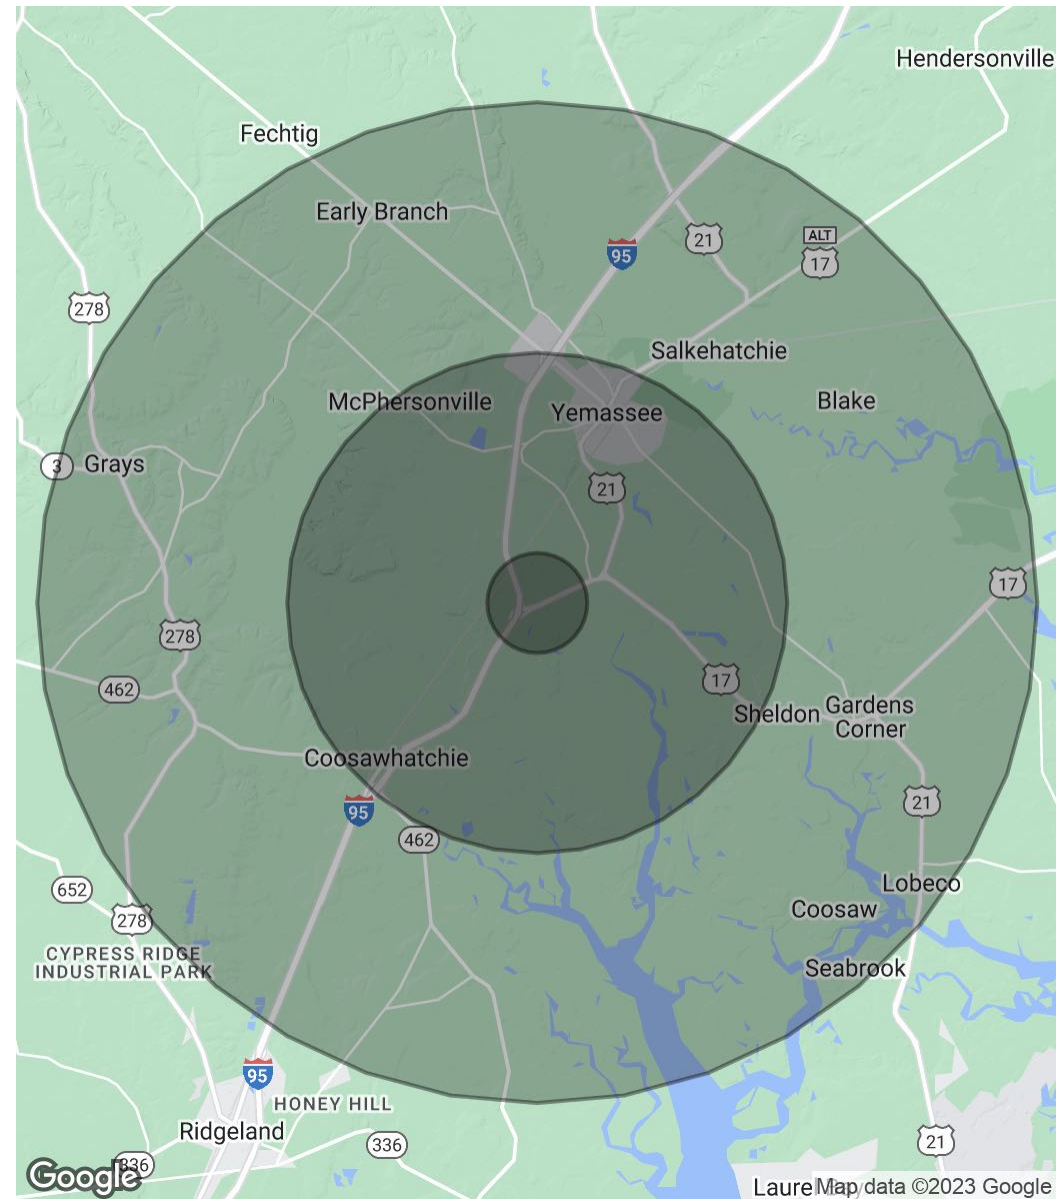 Hendersonville
Fechtig
Early Branch
21
ALT
17
95
278
Salkehatchie
McPhersonville
Blake
Yemassee
3
Grays
21
17
278
462
17
Sheldon
Gardens
Corner
Coosawhatchie
95
21
462
652
Lobeco
278
Coosaw
CYPRESS RIDGE
INDUSTRIAL PARK
Seabrook
95
HONEY HILL
Ridgeland
336
21
336
Google
Laurel
Map data ©2023 Google